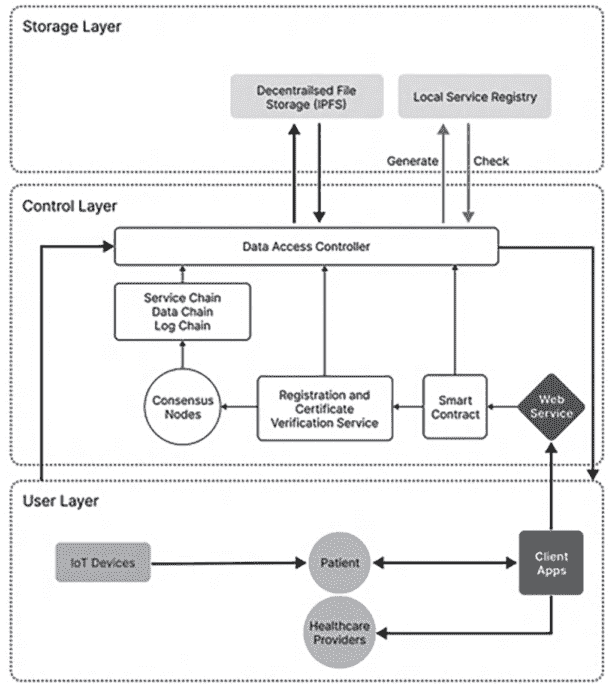 Storage Layer
Decentrailsed File
Storage (IPFS)
Local Service Registry
Generate
Check
Control Layer
Data Access Controller
Service Chain
Data Chain
Log Chain
Consensus
Nodes
Registration and
Certificate
Verification Service
Smart
Contract
Web
Service
User Layer
IoT Devices
Patient
Client
Apps
Healthcare
Providers